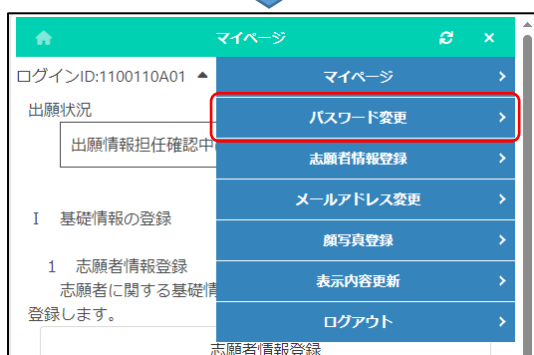 マイページ
ログインID:1100110A01 ▲
マイページ
出願状況
パスワード変更
出願情報担任確認中
志願者情報登録
メールアドレス変更
I 基礎情報の登録
顔写真登録
1 志願者情報登録
表示内容更新
志願者に関する基礎情
登録します。
ログアウト
志願者情報登録